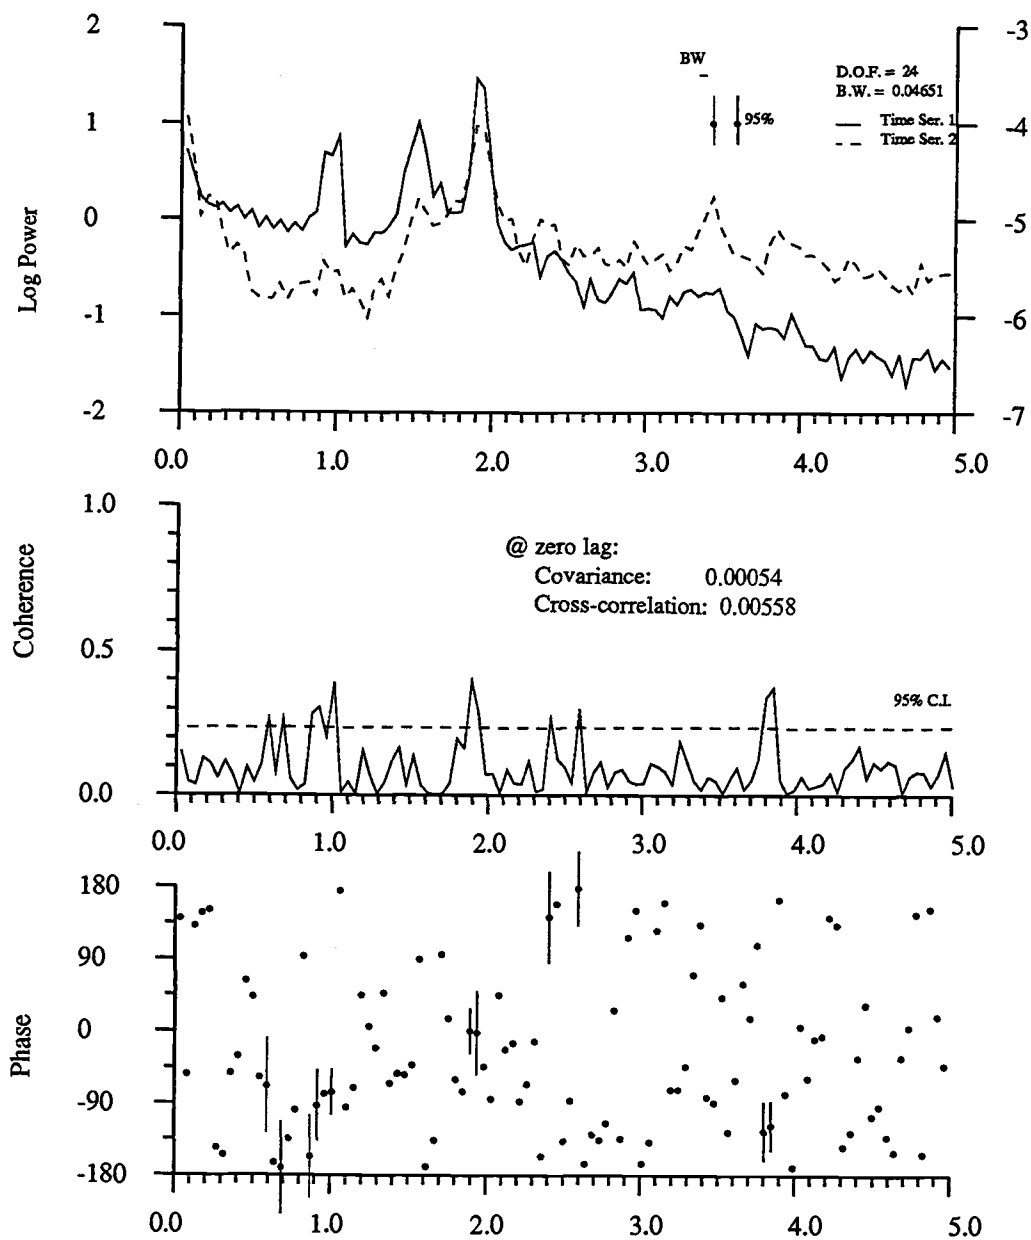 2
-3
BW
D.O.F. = 24
B.W. = 0.04651
1
95%
Time Ser. 1
-4
Time Ser. 2
Log Power
0
-5
-1
-6
-2
-7
0.0 1.0 2.0 3.0 4.0 5.0
1.0
Coherence
@ zero lag:
Covariance: 0.00054
Cross-correlation: 0.00558
0.5
95% C.I.
0.0
0.0 1.0 2.0 3.0 4.0 5.0
180
90
Phase
0
-90
-180
0.0 1.0 2.0 3.0 4.0 5.0